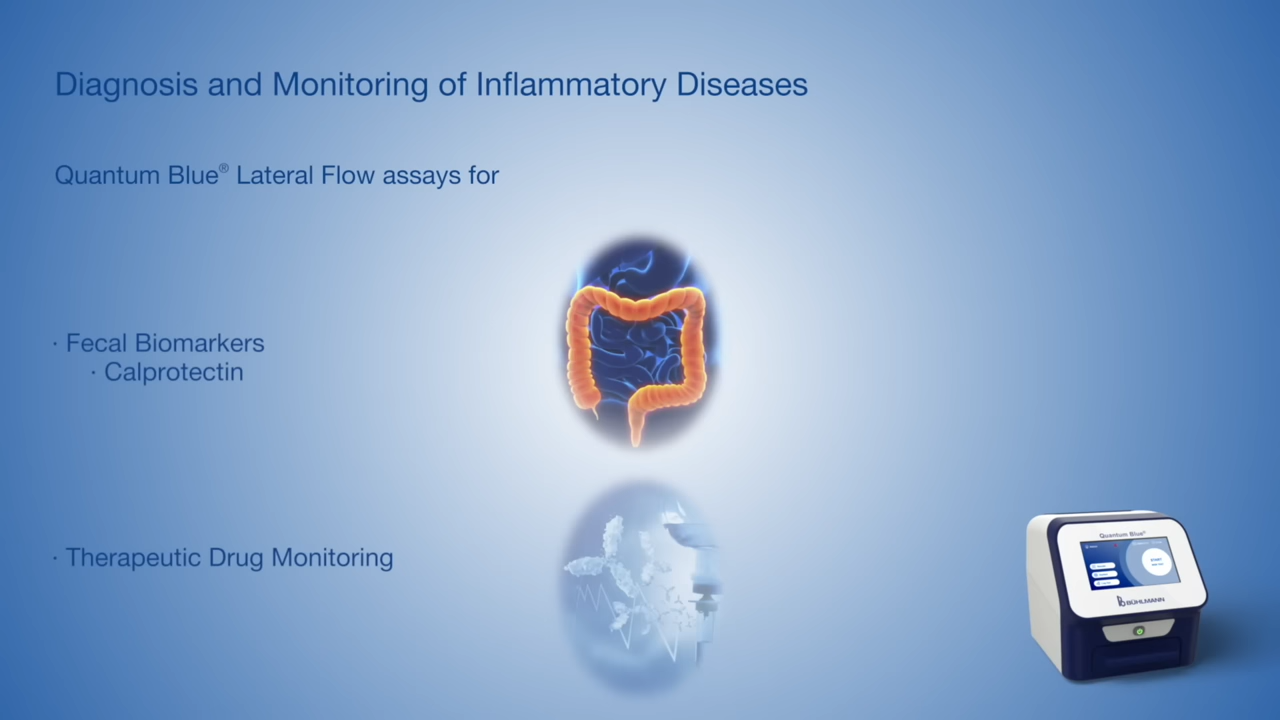 Diagnosis and Monitoring of Inflammatory Diseases
Quantum Blue® Lateral Flow assays for
· Fecal Biomarkers
· Calprotectin
· Therapeutic Drug Monitoring
Quantum Blue®
BÜHLMANN